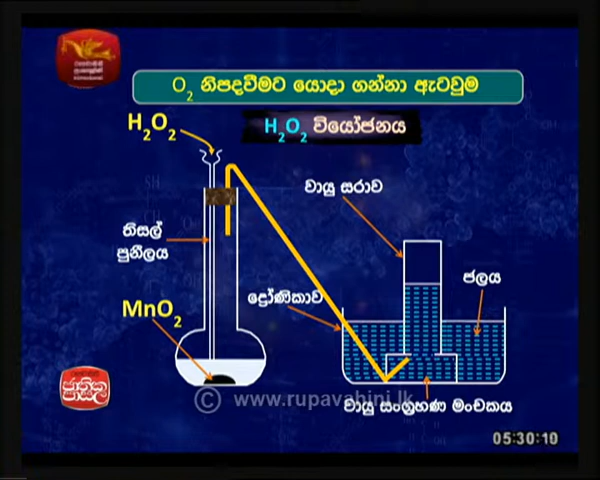 O2 නිපදවීමට යොදා ගන්නා ඇටවුම
H2O2
H2O2 වියෝජනය
වායු සරාව
තිසල්
පුනීලය
ජලය
ද්‍රෝණිකාව
MnO2
ජාතික
පාසල
© www.rupavahini.lk
වායු සංග්‍රහණ මංචකය
05:30:10